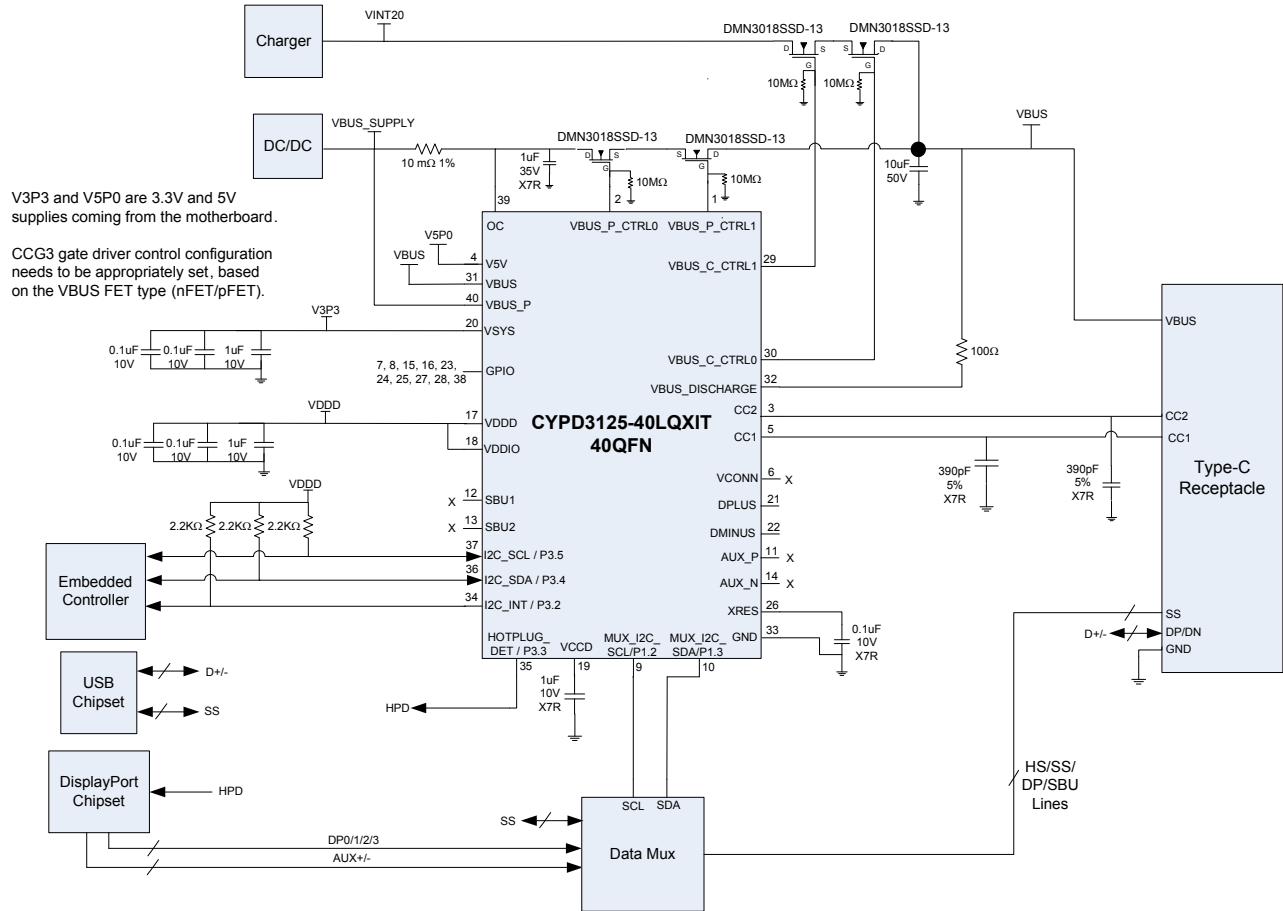 VINT20
Charger
DMN3018SSD-13
DMN3018SSD-13
D
S
S
D
G
G
10MΩ
10MΩ
VBUS_SUPPLY
DC/DC
10 mΩ 1%
1uF
35V
X7R
DMN3018SSD-13
DMN3018SSD-13
D
S
S
D
G
G
10MΩ
10MΩ
VBUS
10uF
50V
V3P3 and V5P0 are 3.3V and 5V
supplies coming from the motherboard.
CCG3 gate driver control configuration
needs to be appropriately set, based
on the VBUS FET type (nFET/pFET).
39
2
1
OC
VBUS_P_CTRL0
VBUS_P_CTRL1
V5P0
VBUS
4
V5V
31
VBUS
40
VBUS_P
V3P3
20
VSYS
0.1uF
10V
0.1uF
10V
1uF
10V
7, 8, 15, 16, 23,
24, 25, 27, 28, 38
GPIO
VDDD
17
VDDD
18
VDDIO
0.1uF
10V
0.1uF
10V
1uF
10V
X
12
SBU1
X
13
SBU2
VDDD
2.2KΩ
2.2KΩ
2.2KΩ
37
I2C_SCL / P3.5
36
I2C_SDA / P3.4
34
I2C_INT / P3.2
Embedded
Controller
CYPD3125-40LQXIT
40QFN
VBUS_C_CTRL1
29
VBUS_C_CTRL0
30
VBUS_DISCHARGE
32
100Ω
CC2
3
CC1
5
VCONN
6
X
DPLUS
21
DMINUS
22
AUX_P
11
X
AUX_N
14
X
XRES
26
GND
33
390pF
5%
X7R
390pF
5%
X7R
0.1uF
10V
X7R
VBUS
CC2
CC1
Type-C
Receptacle
SS
D+/-
DP/DN
GND
HOTPLUG_
DET / P3.3
VCCD
MUX_I2C_
SCL/P1.2
MUX_I2C_
SDA/P1.3
35
19
9
10
1uF
10V
X7R
HPD
USB
Chipset
D+/-
SS
DisplayPort
Chipset
HPD
DP0/1/2/3
AUX+/-
SS
SCL
SDA
Data Mux
HS/SS/
DP/SBU
Lines